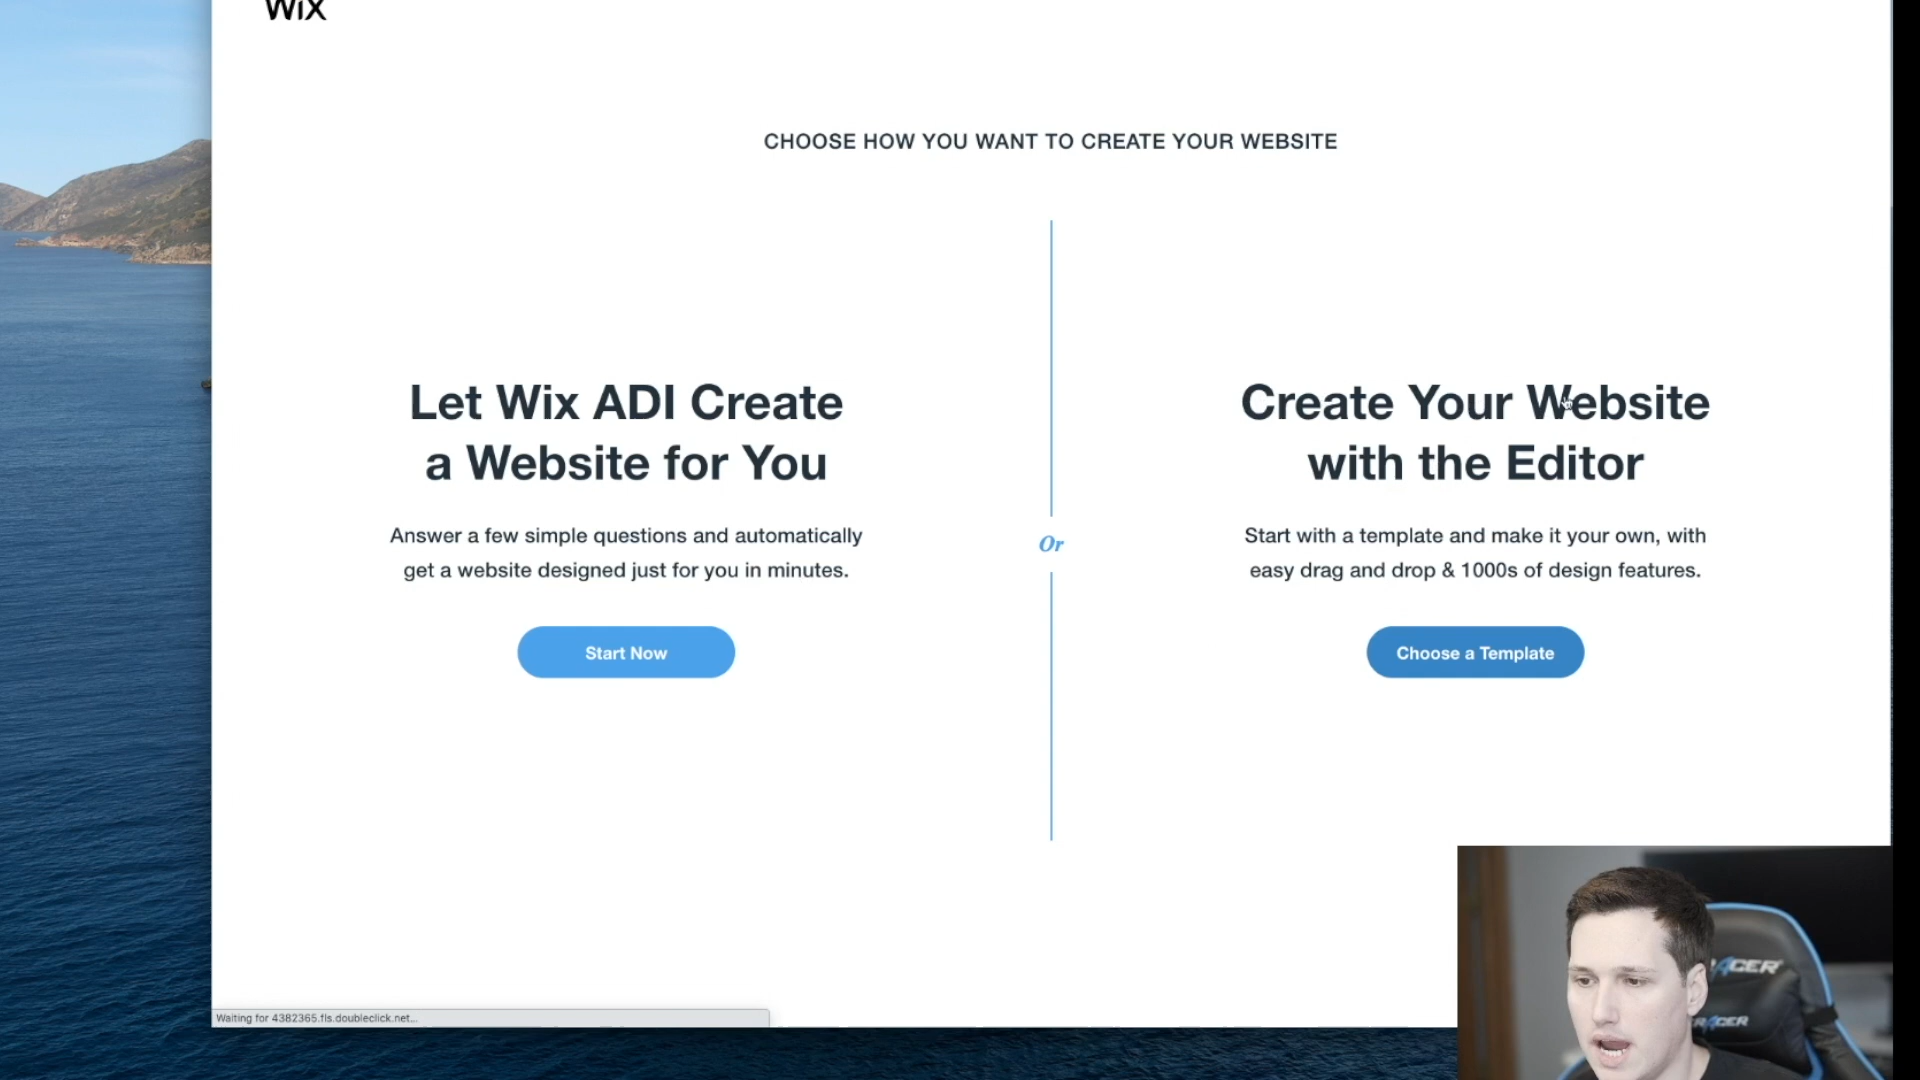 WiX
CHOOSE HOW YOU WANT TO CREATE YOUR WEBSITE
Let Wix ADI Create
a Website for You
Answer a few simple questions and automatically
get a website designed just for you in minutes.
Start Now
Or
Create Your Website
with the Editor
Start with a template and make it your own, with
easy drag and drop & 1000s of design features.
Choose a Template
Waiting for 4382365.fls.doubleclick.net...